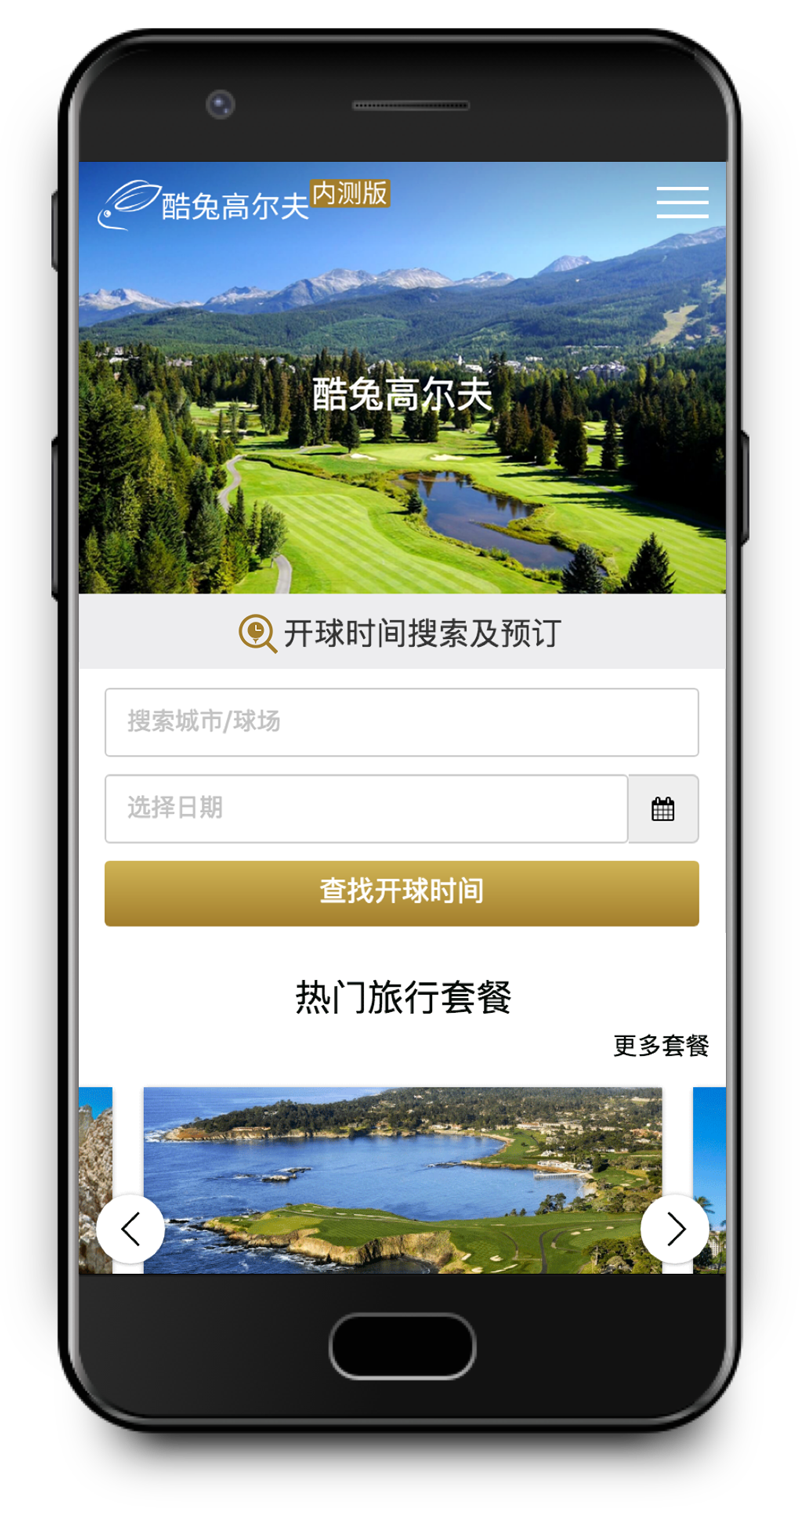 酷兔高尔夫 内测版
酷兔高尔夫
开球时间搜索及预订
搜索城市/球场
选择日期
查找开球时间
热门旅行套餐
更多套餐